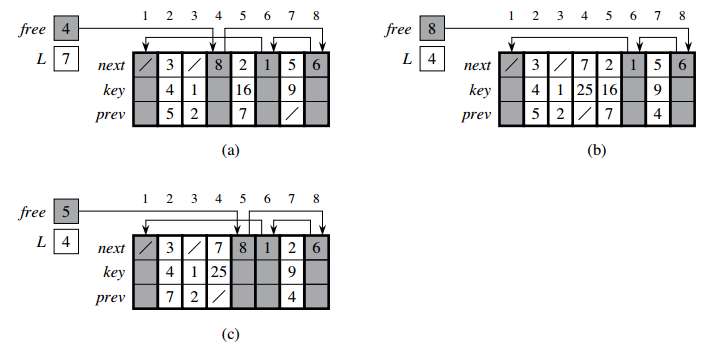 1 2 3 4 5 6 7 8
free 4
L 7
next / 3 / 8 2 1 5 6
key 4 1 16 9
prev 5 2 7 /
(a)
1 2 3 4 5 6 7 8
free 8
L 4
next / 3 / 7 2 1 5 6
key 4 1 25 16 9
prev 5 2 / 7 4
(b)
1 2 3 4 5 6 7 8
free 5
L 4
next / 3 / 7 8 1 2 6
key 4 1 25 9
prev 7 2 / 4
(c)